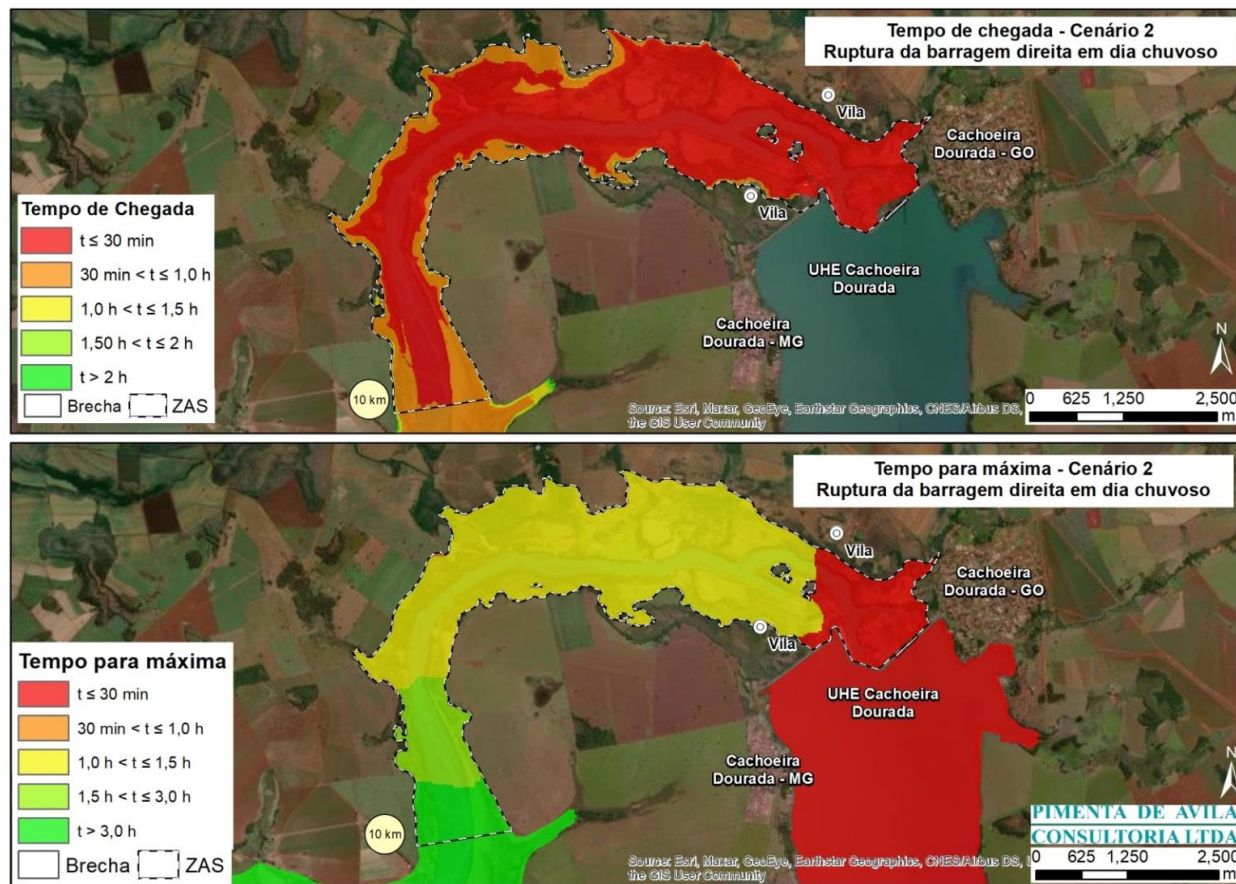 Tempo de chegada - Cenário 2
Ruptura da barragem direita em dia chuvoso
Vila
Cachoeira
Dourada - GO
Vila
Tempo de Chegada
t ≤ 30 min
30 min < t ≤ 1,0 h
1,0 h < t ≤ 1,5 h
1,50 h < t ≤ 2 h
t > 2 h
Brecha ZAS
UHE Cachoeira
Dourada
Cachoeira
Dourada - MG
N
10 km
Source: Esri, Maxar, GeoEye, Earthstar Geographics, CNES/Airbus DS,
the GIS User Community
0 625 1,250 2,500
m
Tempo para máxima - Cenário 2
Ruptura da barragem direita em dia chuvoso
Vila
Cachoeira
Dourada - GO
Vila
Tempo para máxima
t ≤ 30 min
30 min < t ≤ 1,0 h
1,0 h < t ≤ 1,5 h
1,5 h < t ≤ 3,0 h
t > 3,0 h
Brecha ZAS
UHE Cachoeira
Dourada
Cachoeira
Dourada - MG
N
10 km
PIMENTA DE AVILA
CONSULTORIA LTDA
Source: Esri, Maxar, GeoEye, Earthstar Geographics, CNES/Airbus DS,
the GIS User Community
0 625 1,250 2,500
m